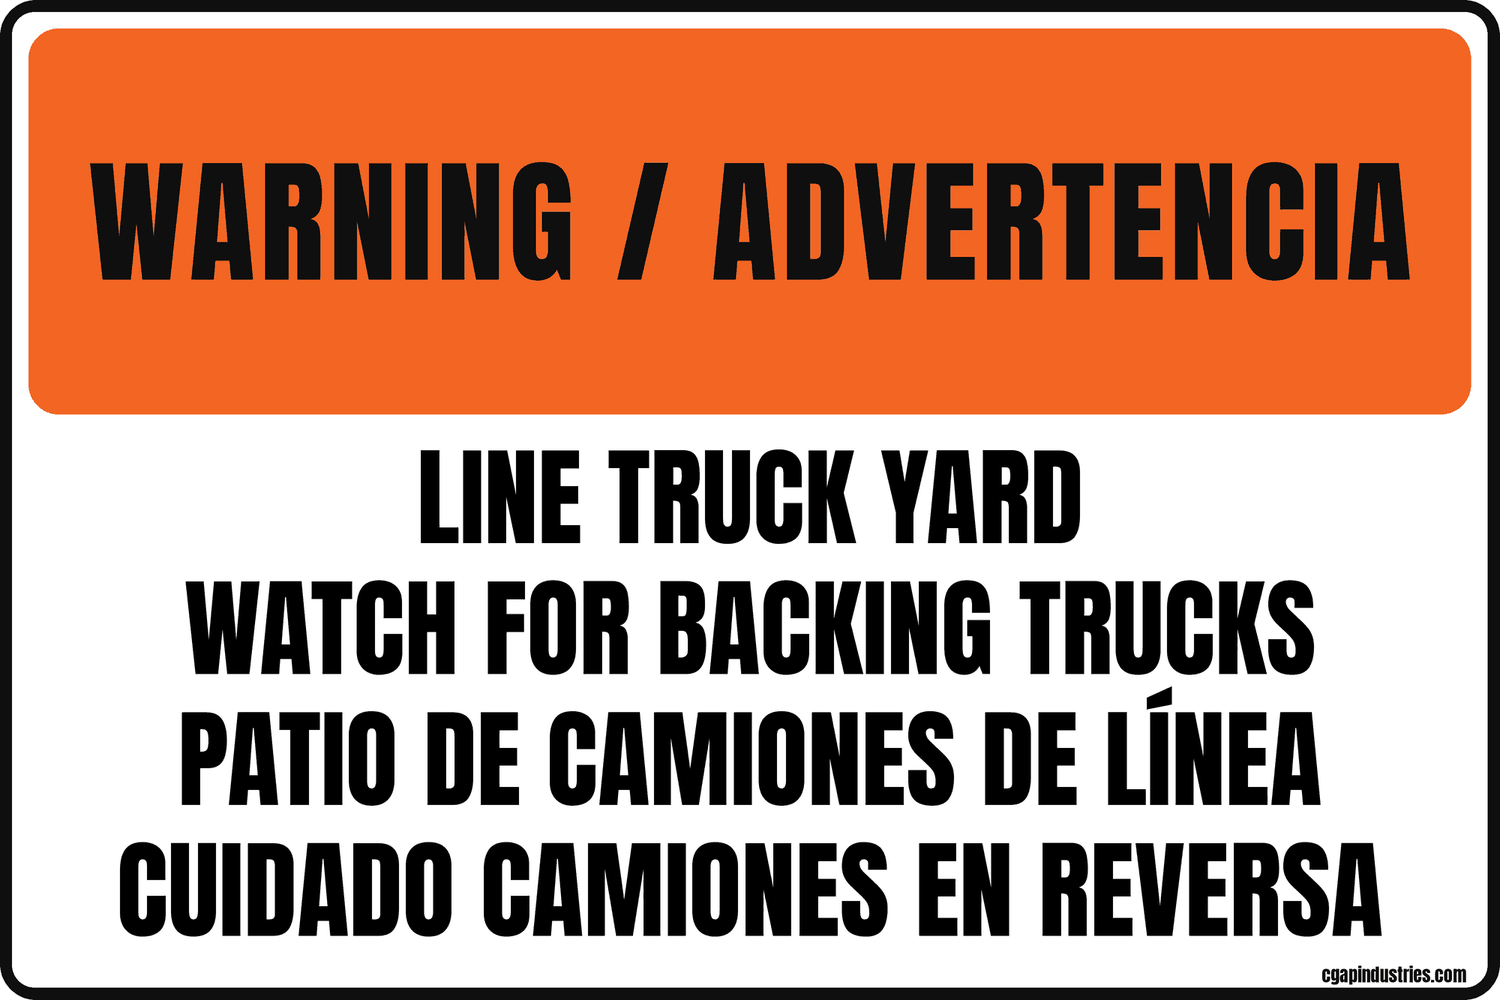 WARNING / ADVERTENCIA
LINE TRUCK YARD
WATCH FOR BACKING TRUCKS
PATIO DE CAMIONES DE LÍNEA
CUIDADO CAMIONES EN REVERSA
cgapindustries.com